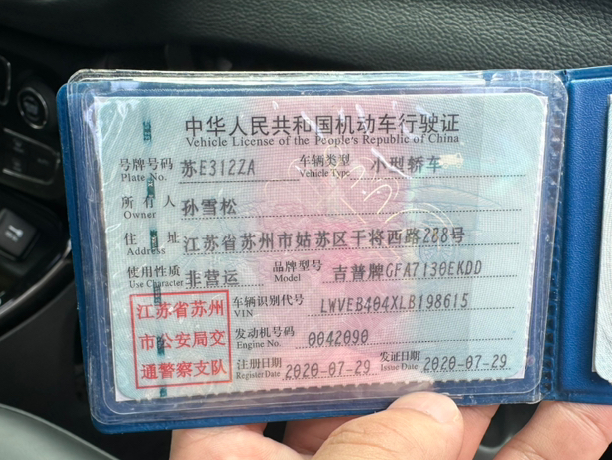 中华人民共和国机动车行驶证
Vehicle License of the People's Republic of China
号牌号码 苏E312ZA 车辆类型 小型轿车
Plate No. Vehicle Type
所有人 孙雪松
Owner
住址 江苏省苏州市姑苏区干将西路288号
Address
使用性质 非营运 品牌型号 吉普牌GFA7130EKDD
Use Character Model
江苏省苏州
市公安局交
通警察支队
车辆识别代号 LWVEB404XLB198615
VIN
发动机号码 0042090
Engine No.
注册日期 2020-07-29 发证日期 2020-07-29
Register Date Issue Date